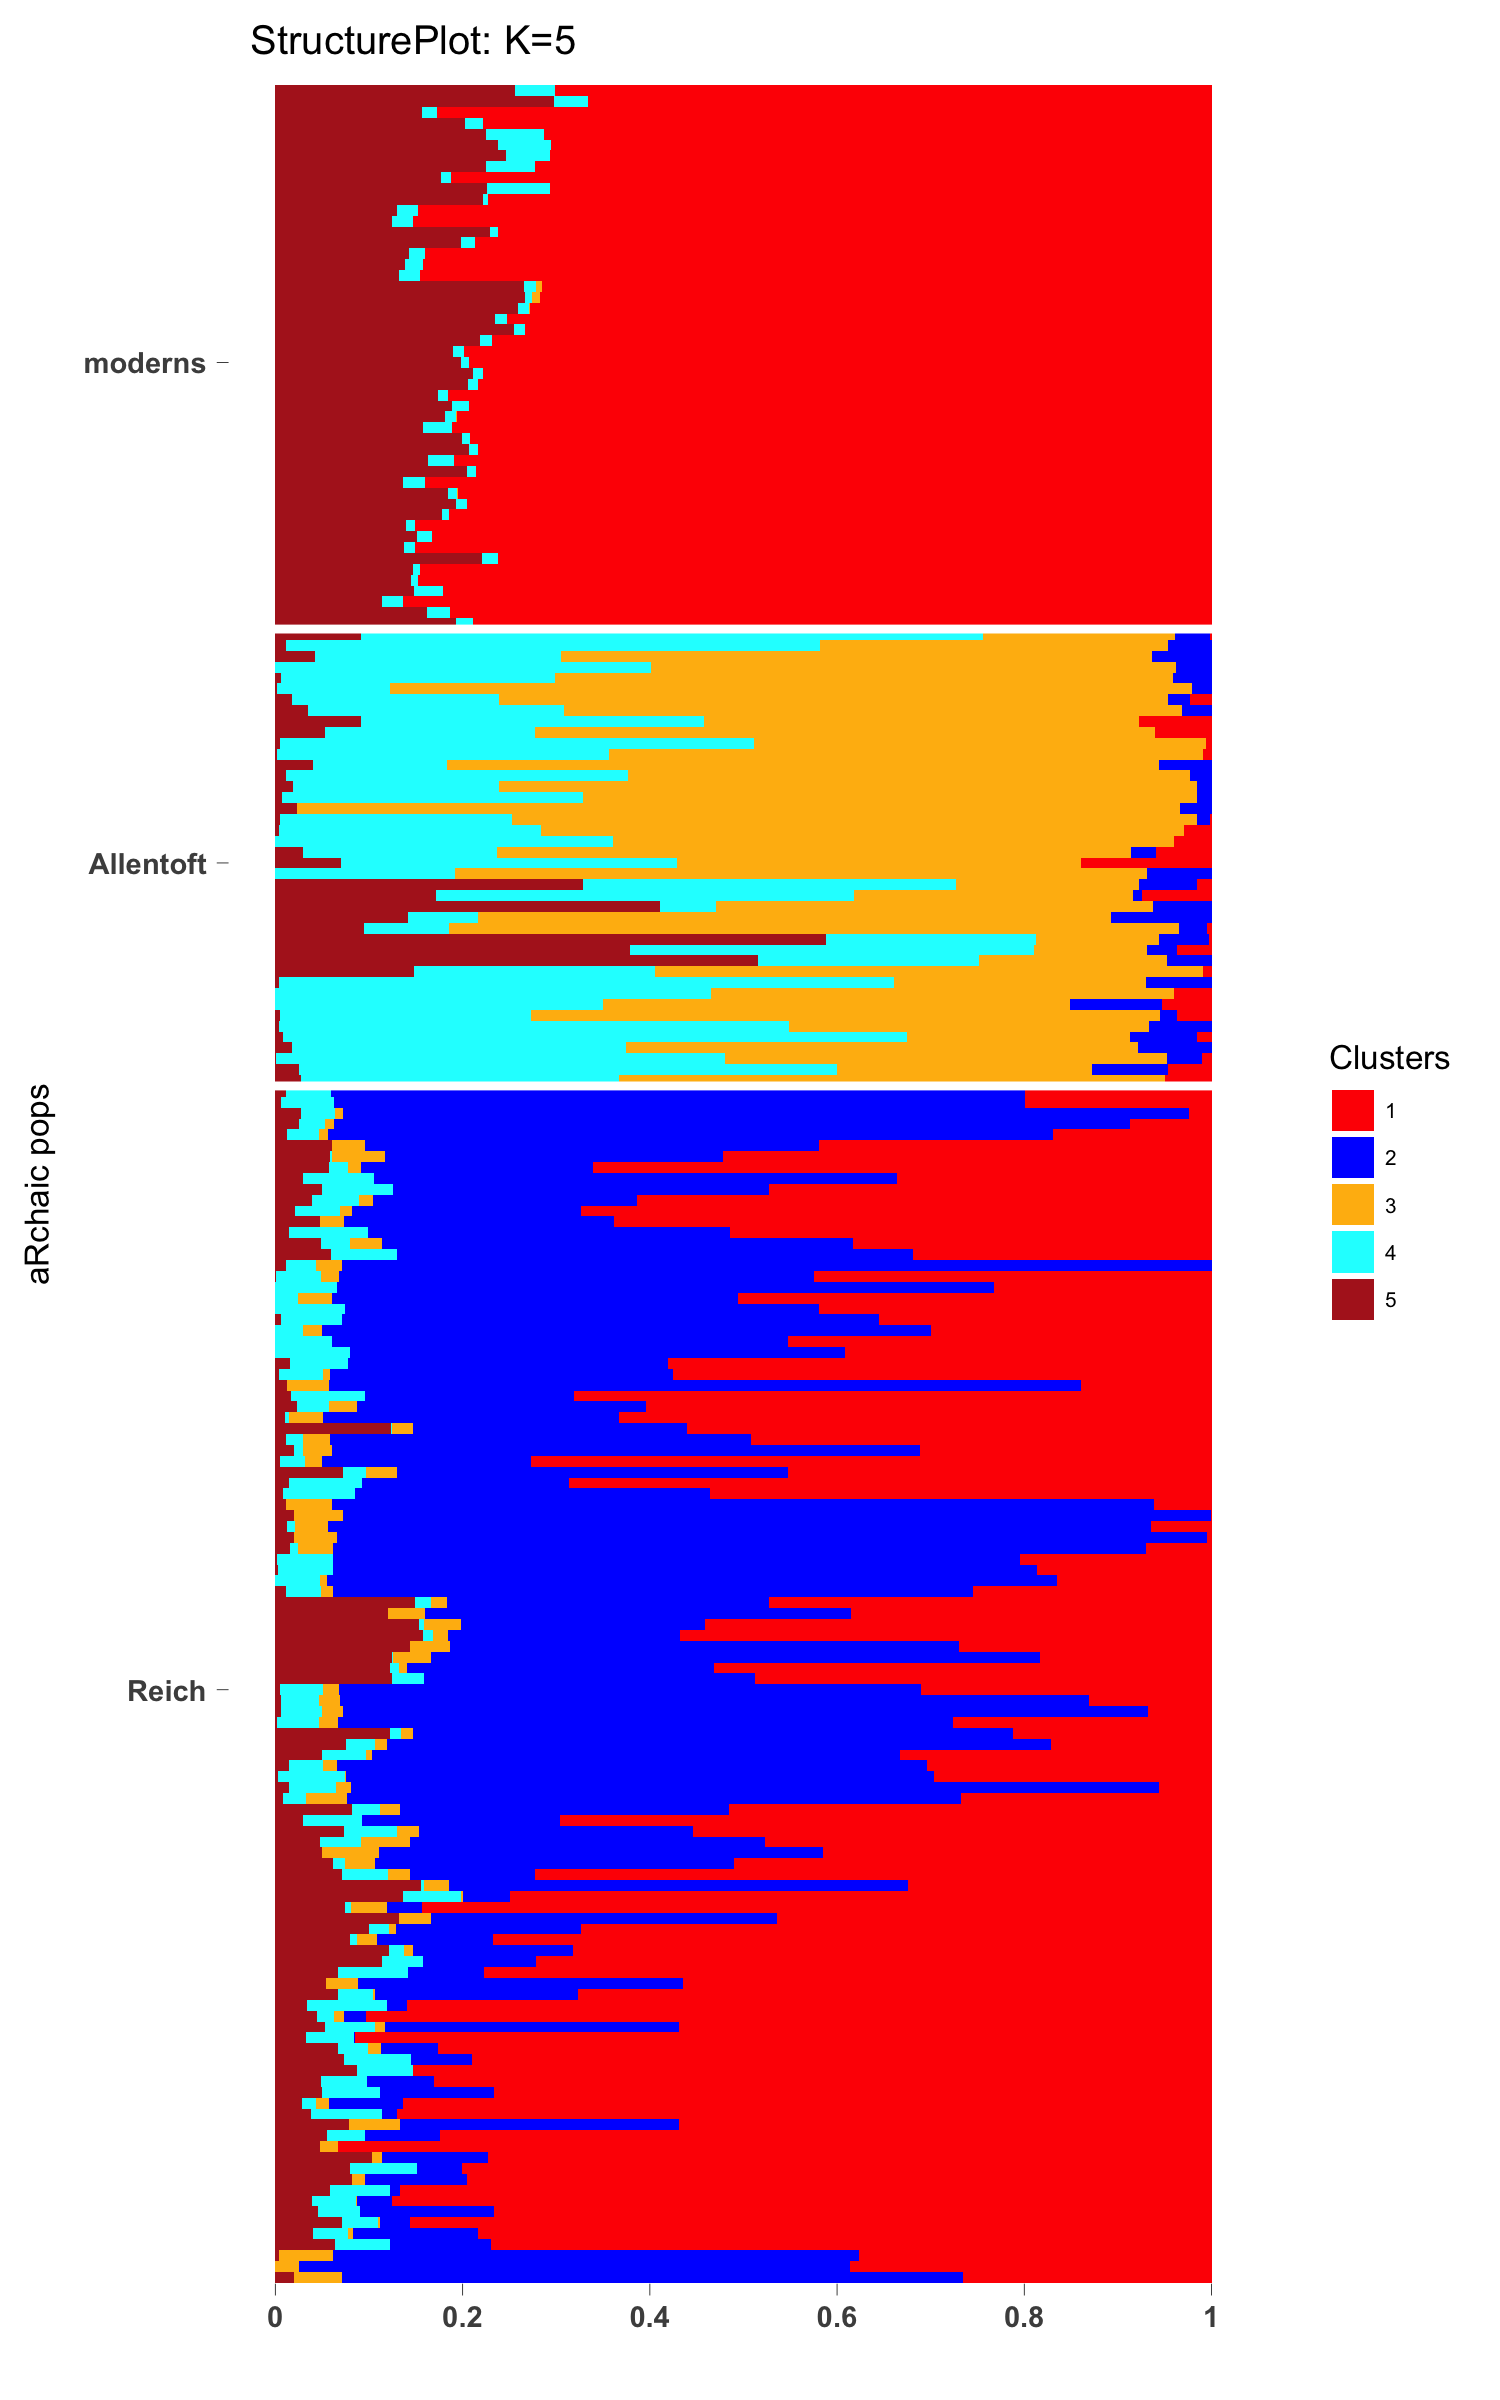 StructurePlot: K=5
moderns
Allentoft
aRchaic pops
Reich
Clusters
1
2
3
4
5
0 0.2 0.4 0.6 0.8 1